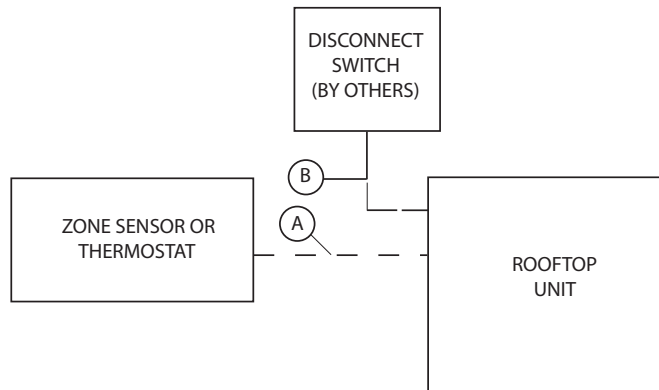 DISCONNECT
SWITCH
(BY OTHERS)
B
ZONE SENSOR OR
THERMOSTAT
A
ROOFTOP
UNIT